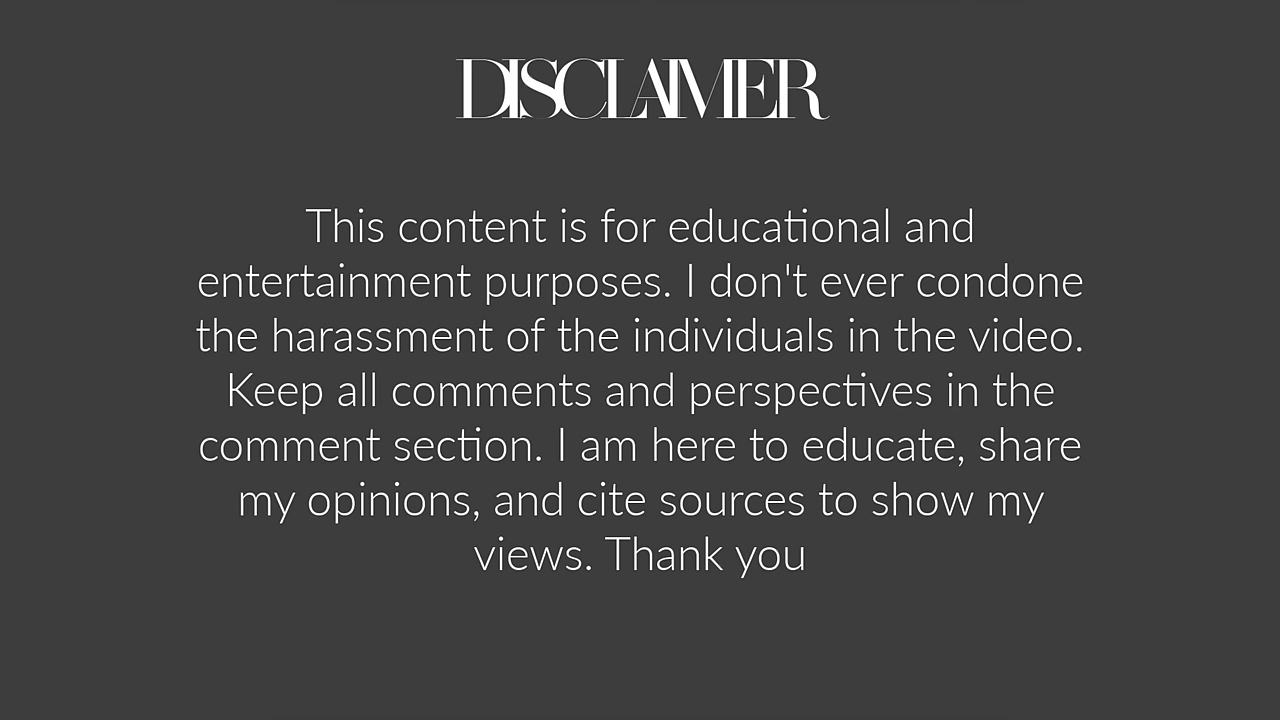 DISCLAIMER
This content is for educational and
entertainment purposes. I don't ever condone
the harassment of the individuals in the video.
Keep all comments and perspectives in the
comment section. I am here to educate, share
my opinions, and cite sources to show my
views. Thank you